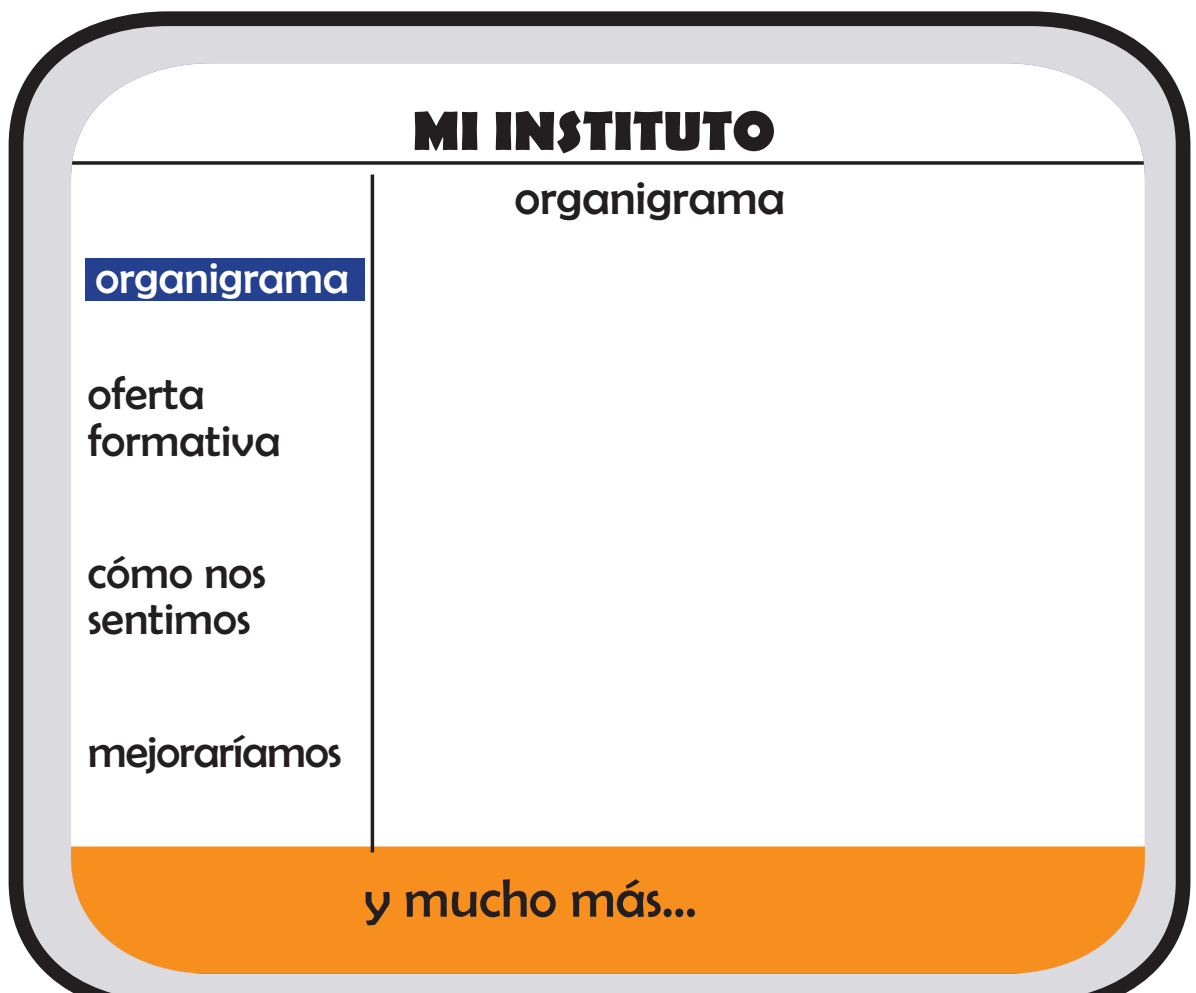 MI INSTITUTO
organigrama
organigrama
oferta
formativa
cómo nos
sentimos
mejoraríamos
y mucho más...